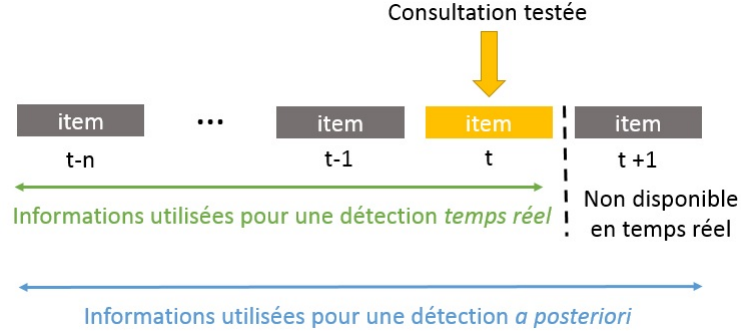 Consultation testée
item ... item item item
t-n t-1 t t +1
Informations utilisées pour une détection temps réel
Non disponible
en temps réel
Informations utilisées pour une détection a posteriori